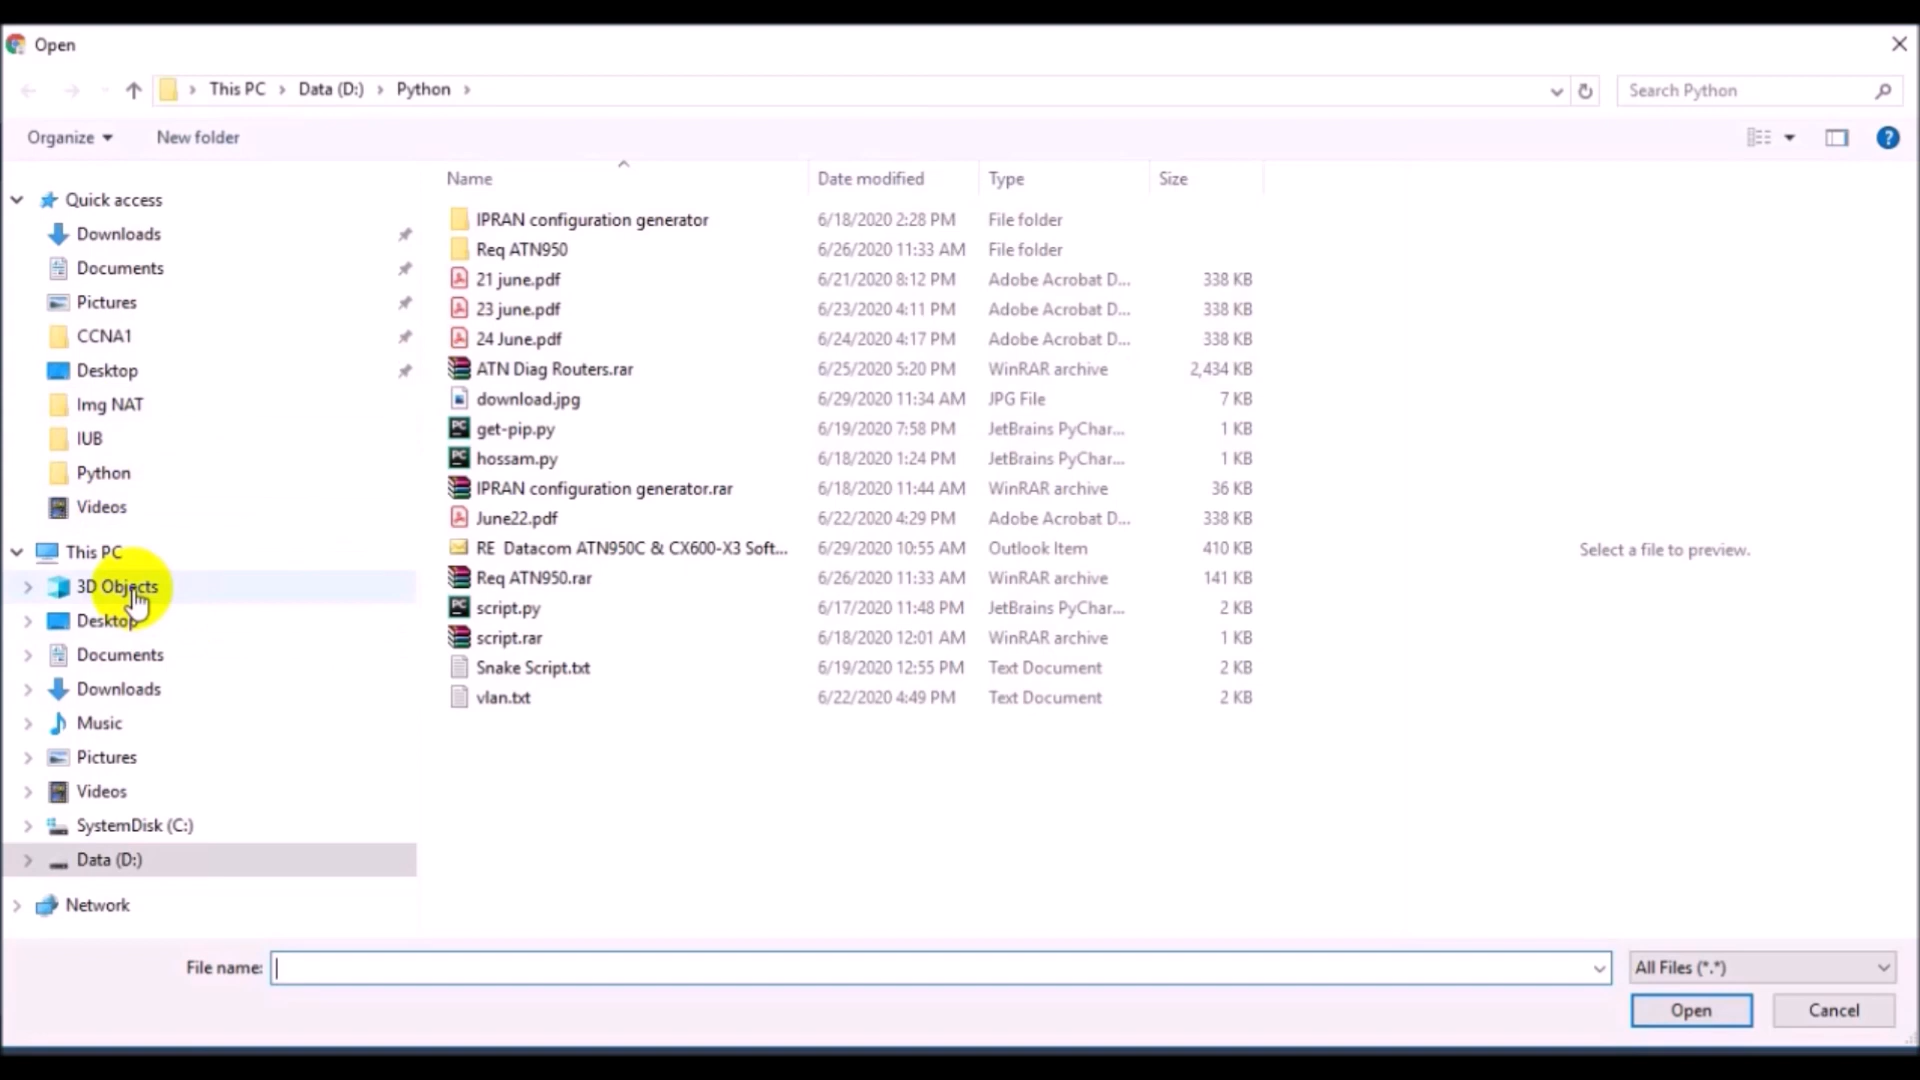 Open
This PC > Data (D:) > Python >
Search Python
Organize
New folder
Name Date modified Type Size
Quick access
Downloads
Documents
Pictures
CCNA1
Desktop
Img NAT
IUB
Python
Videos
This PC
3D Objects
Desktop
Documents
Downloads
Music
Pictures
Videos
SystemDisk (C:)
Data (D:)
Network
IPRAN configuration generator 6/18/2020 2:28 PM File folder
Req ATN950 6/26/2020 11:33 AM File folder
21 june.pdf 6/21/2020 8:12 PM Adobe Acrobat D... 338 KB
23 june.pdf 6/23/2020 4:11 PM Adobe Acrobat D... 338 KB
24 June.pdf 6/24/2020 4:17 PM Adobe Acrobat D... 338 KB
ATN Diag Routers.rar 6/25/2020 5:20 PM WinRAR archive 2,434 KB
download.jpg 6/29/2020 11:34 AM JPG File 7 KB
get-pip.py 6/19/2020 7:58 PM JetBrains PyChar... 1 KB
hossam.py 6/18/2020 1:24 PM JetBrains PyChar... 1 KB
IPRAN configuration generator.rar 6/18/2020 11:44 AM WinRAR archive 36 KB
June22.pdf 6/22/2020 4:29 PM Adobe Acrobat D... 338 KB
RE Datacom ATN950C & CX600-X3 Soft... 6/29/2020 10:55 AM Outlook Item 410 KB
Req ATN950.rar 6/26/2020 11:33 AM WinRAR archive 141 KB
script.py 6/17/2020 11:48 PM JetBrains PyChar... 2 KB
script.rar 6/18/2020 12:01 AM WinRAR archive 1 KB
Snake Script.txt 6/19/2020 12:55 PM Text Document 2 KB
vlan.txt 6/22/2020 4:49 PM Text Document 2 KB
Select a file to preview.
File name:
All Files (*.*)
Open
Cancel